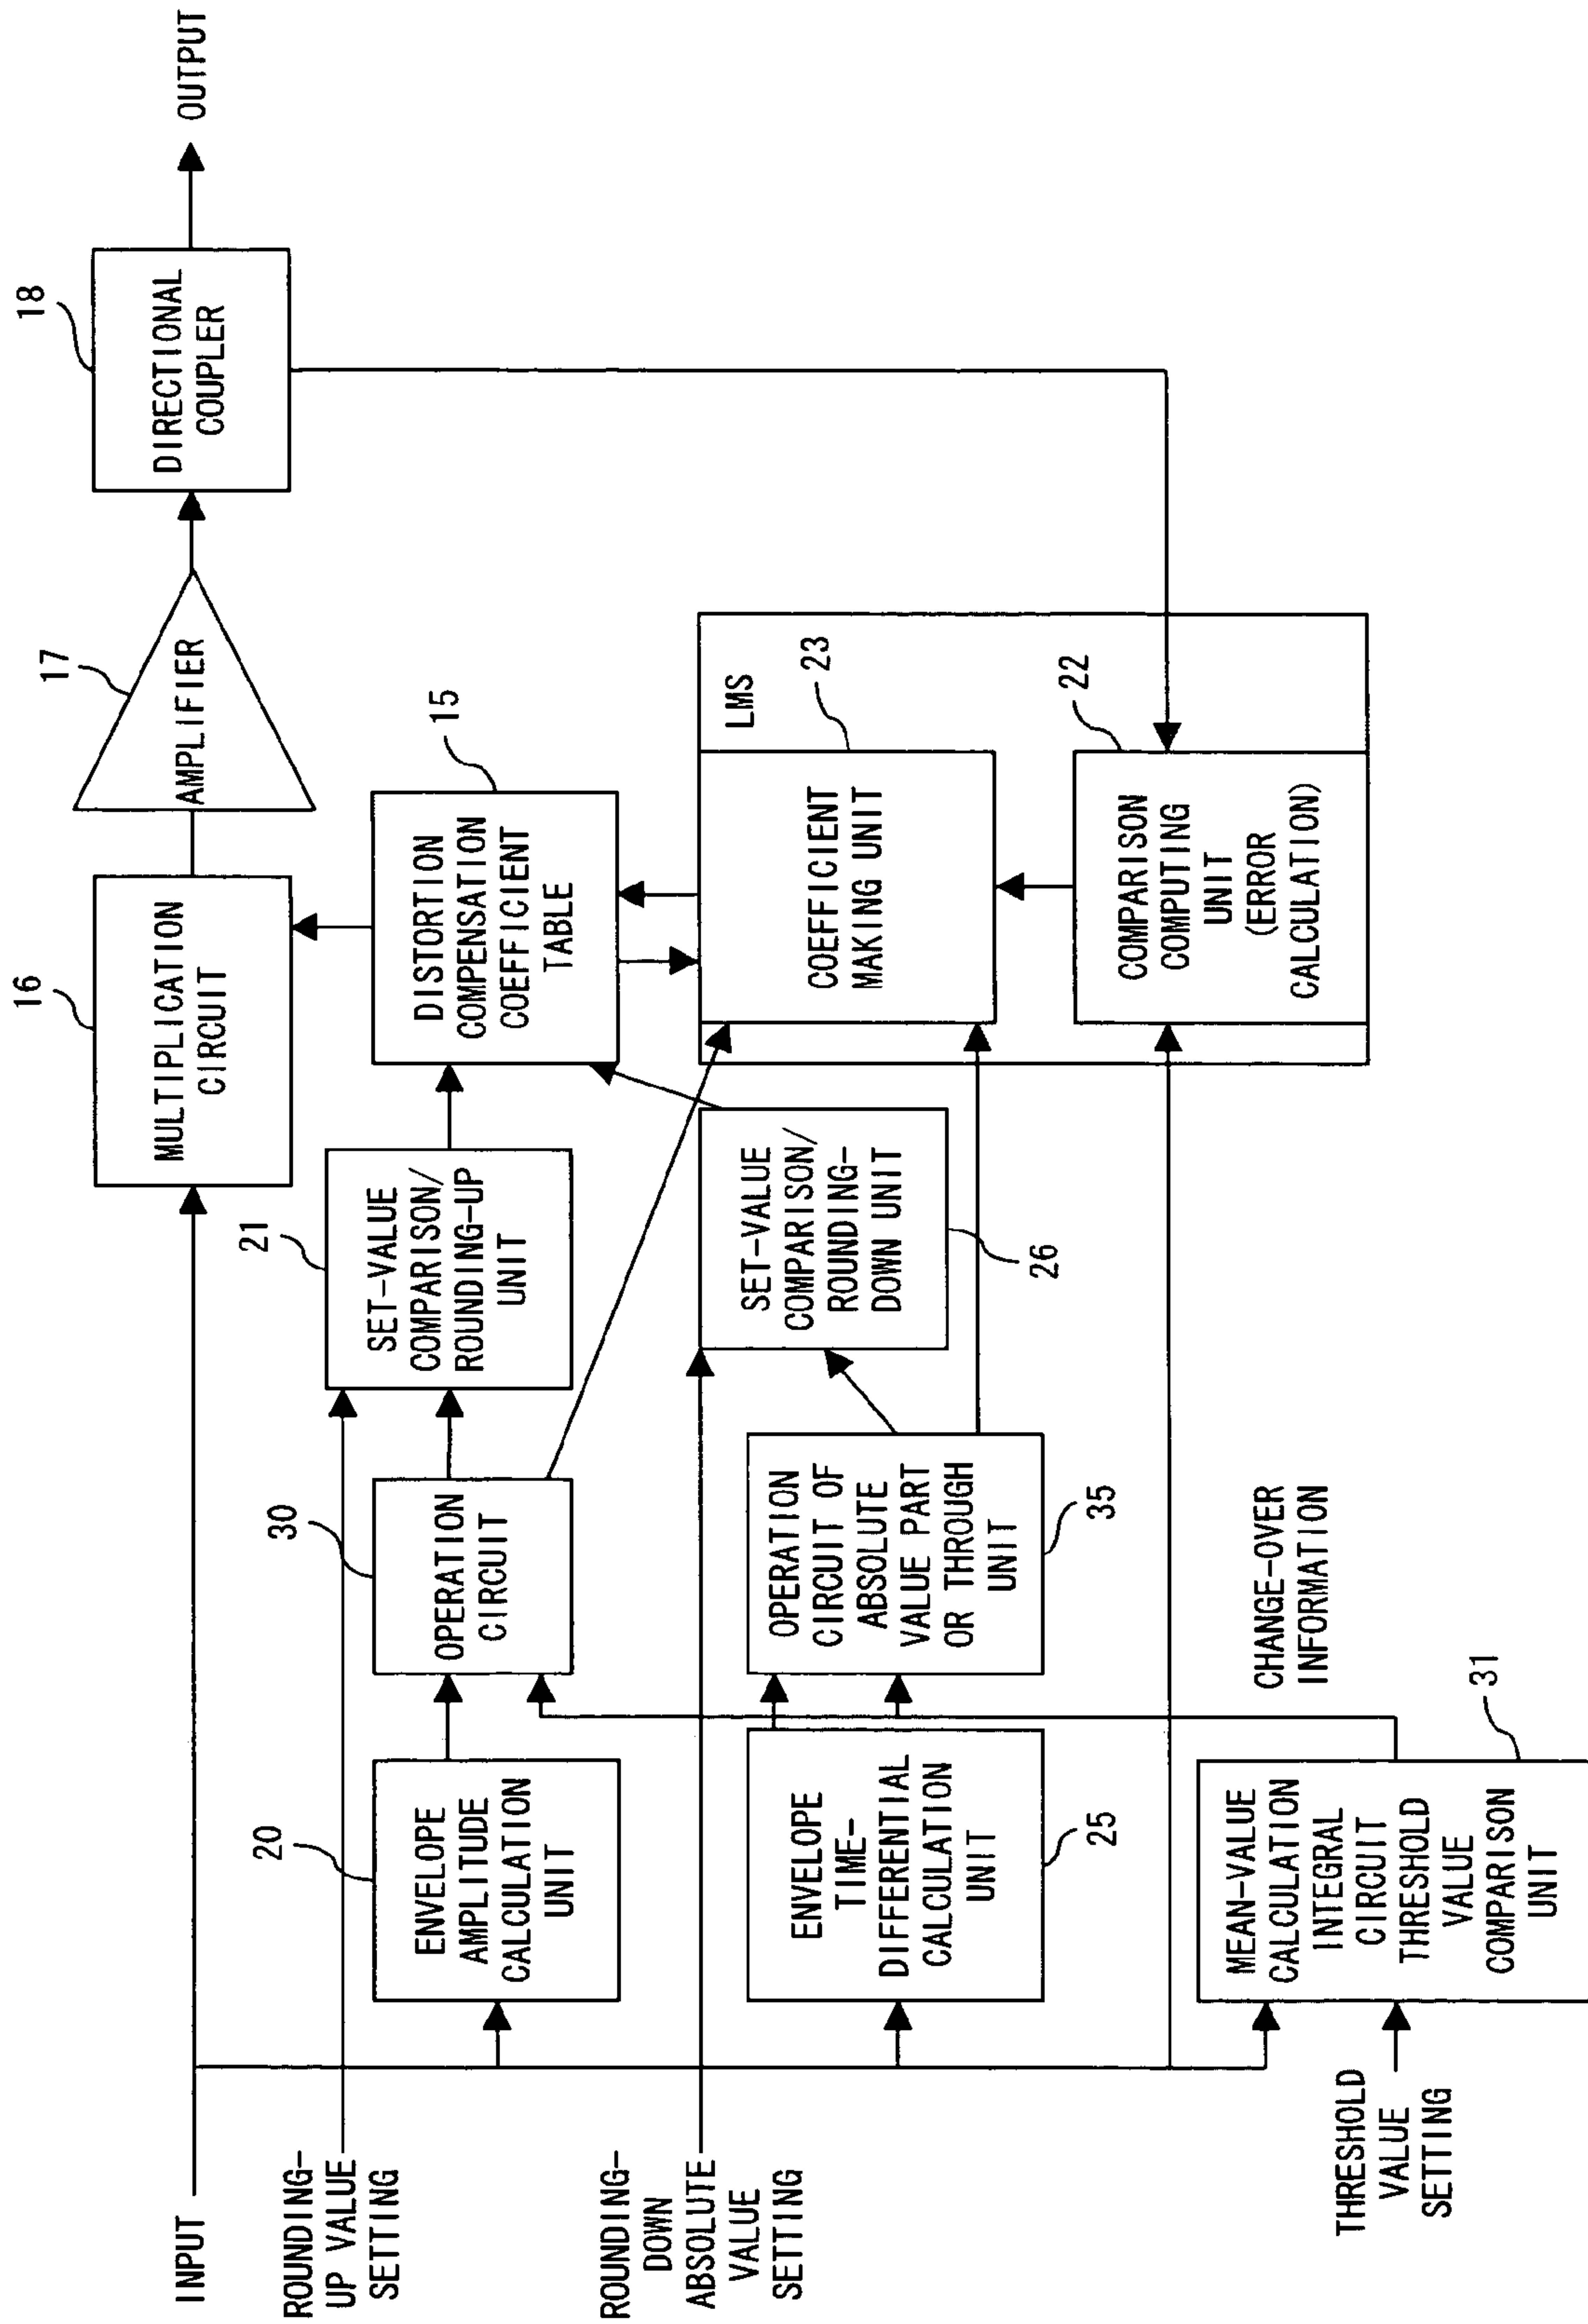 INPUT
16
MULTIPLICATION
CIRCUIT
17
AMPLIFIER
18
DIRECTIONAL
COUPLER
OUTPUT
ROUNDING-
UP VALUE
SETTING
20
ENVELOPE
AMPLITUDE
CALCULATION
UNIT
30
OPERATION
CIRCUIT
21
SET-VALUE
COMPARISON/
ROUNDING-UP
UNIT
15
DISTORTION
COMPENSATION
COEFFICIENT
TABLE
ROUNDING-
DOWN
ABSOLUTE
VALUE
SETTING
ENVELOPE
TIME-
DIFFERENTIAL
CALCULATION
UNIT
25
OPERATION
CIRCUIT OF
ABSOLUTE
VALUE PART
OR THROUGH
UNIT
35
SET-VALUE
COMPARISON/
ROUNDING-
DOWN UNIT
26
LMS
23
COEFFICIENT
MAKING UNIT
22
COMPARISON
COMPUTING
UNIT
(ERROR
CALCULATION)
THRESHOLD
VALUE
SETTING
MEAN-VALUE
CALCULATION
INTEGRAL
CIRCUIT
THRESHOLD
VALUE
COMPARISON
UNIT
31
CHANGE-OVER
INFORMATION